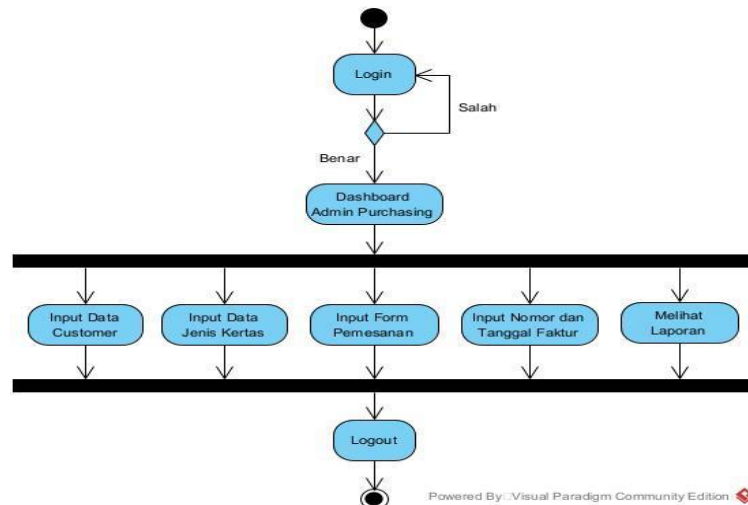 Login
Salah
Benar
Dashboard
Admin Purchasing
Input Data
Customer
Input Data
Jenis Kertas
Input Form
Pemesanan
Input Nomor dan
Tanggal Faktur
Melihat
Laporan
Logout
Powered By Visual Paradigm Community Edition